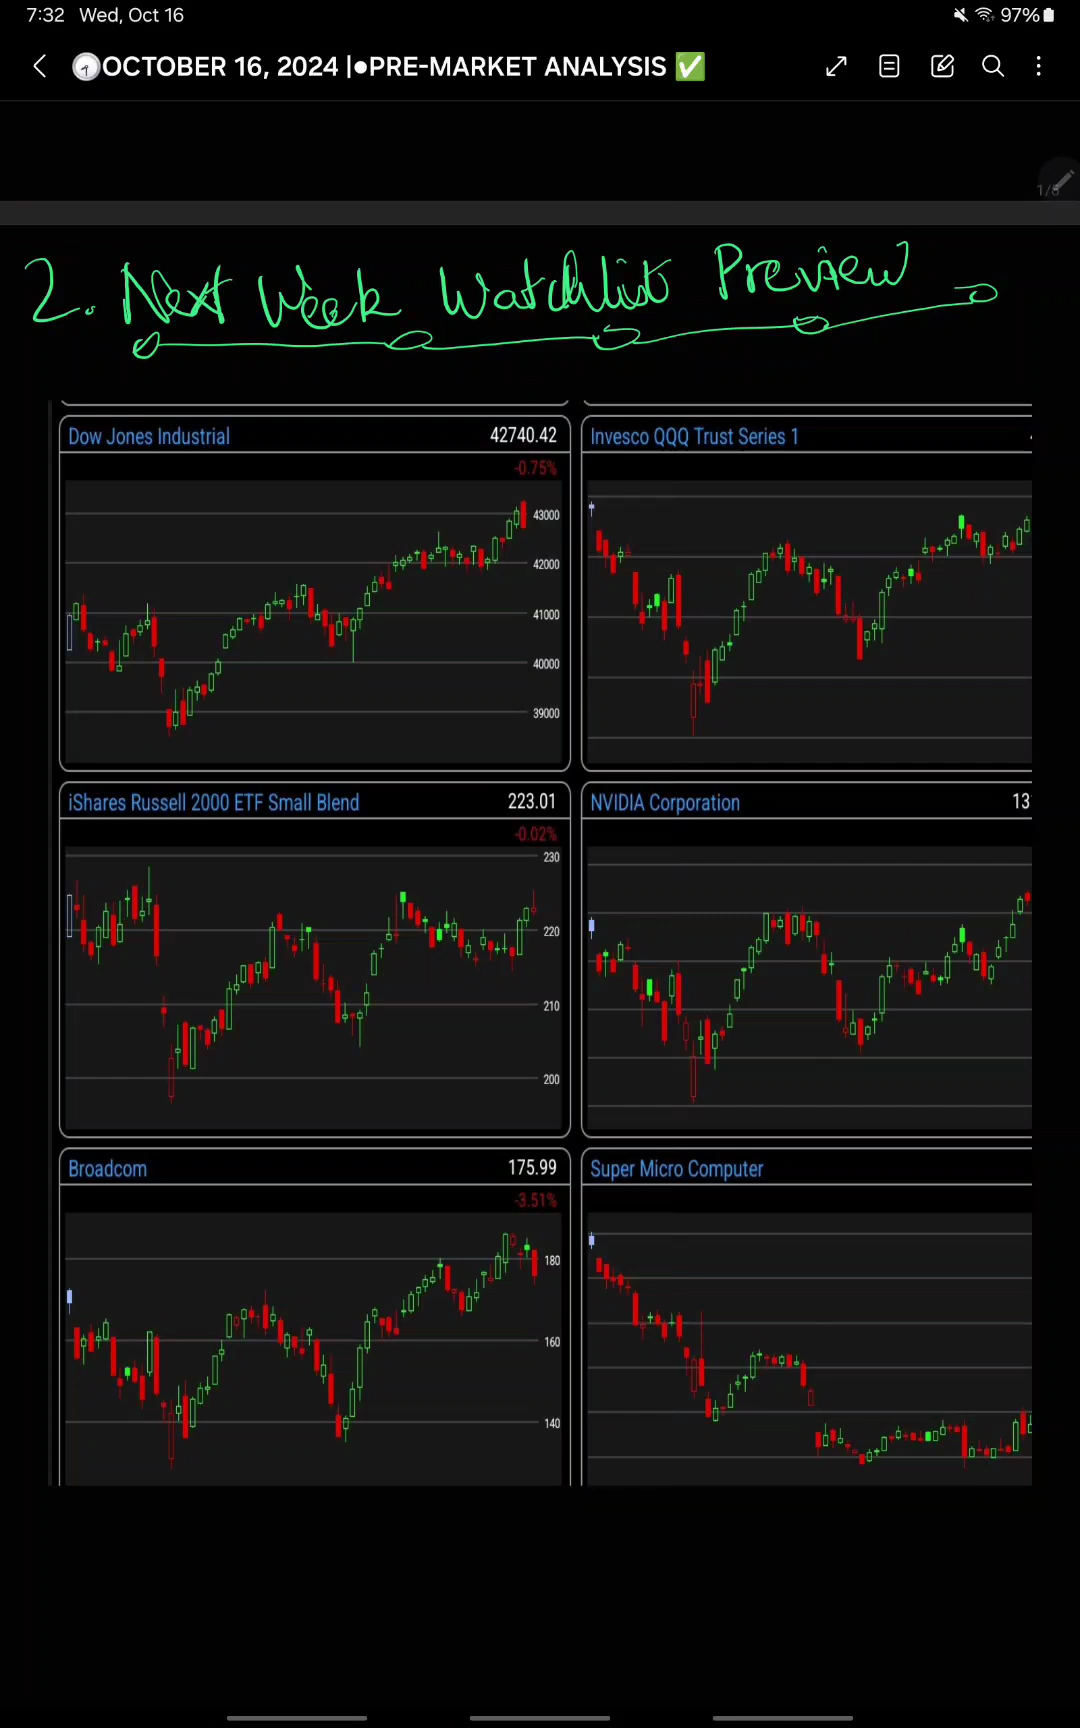 7:32 Wed, Oct 16
97%
OCTOBER 16, 2024 |●PRE-MARKET ANALYSIS ✅
1/8
2. Next Week Watchlist Preview
Dow Jones Industrial 42740.42
-0.75%
43000
42000
41000
40000
39000
Invesco QQQ Trust Series 1
iShares Russell 2000 ETF Small Blend 223.01
-0.02%
230
220
210
200
NVIDIA Corporation 13
Broadcom 175.99
-3.51%
180
160
140
Super Micro Computer